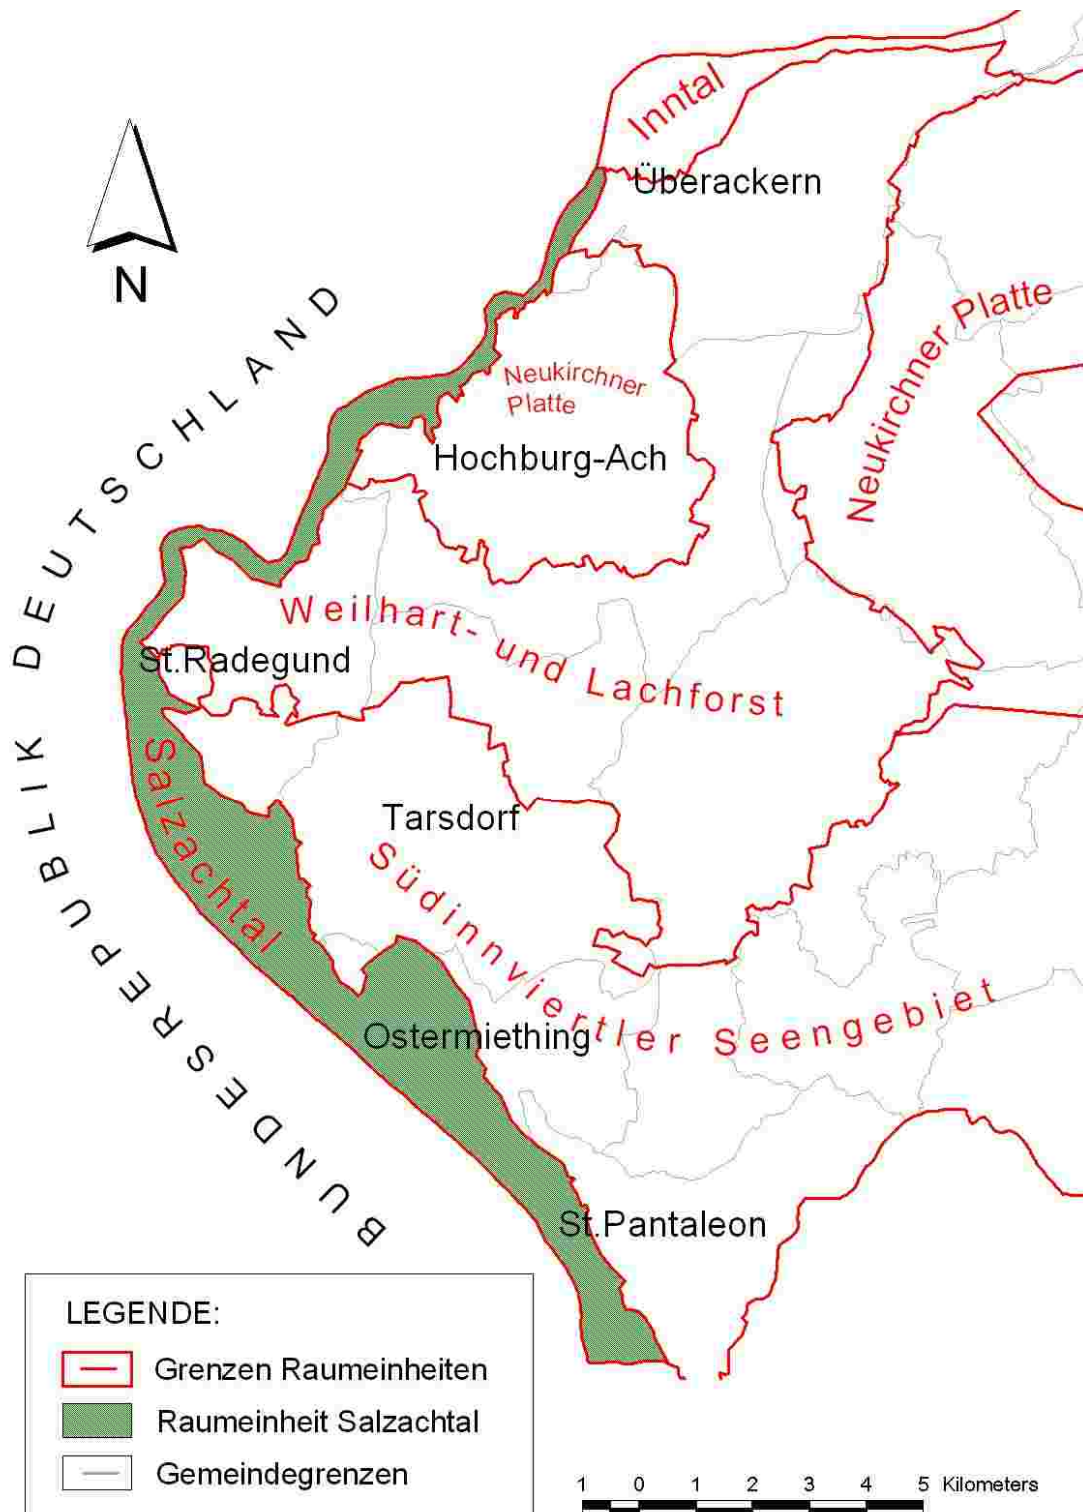 Inntal
Überackern
N
Neukirchner Platte
Neukirchner
Platte
Hochburg-Ach
BUNDESREPUBLIK DEUTSCHLAND
Weilhart- und Lachforst
St.Radegund
Salzachtal
Tarsdorf
Südinnviertler Seengebiet
Ostermiething
St.Pantaleon
LEGENDE:
Grenzen Raumeinheiten
Raumeinheit Salzachtal
Gemeindegrenzen
1 0 1 2 3 4 5 Kilometers